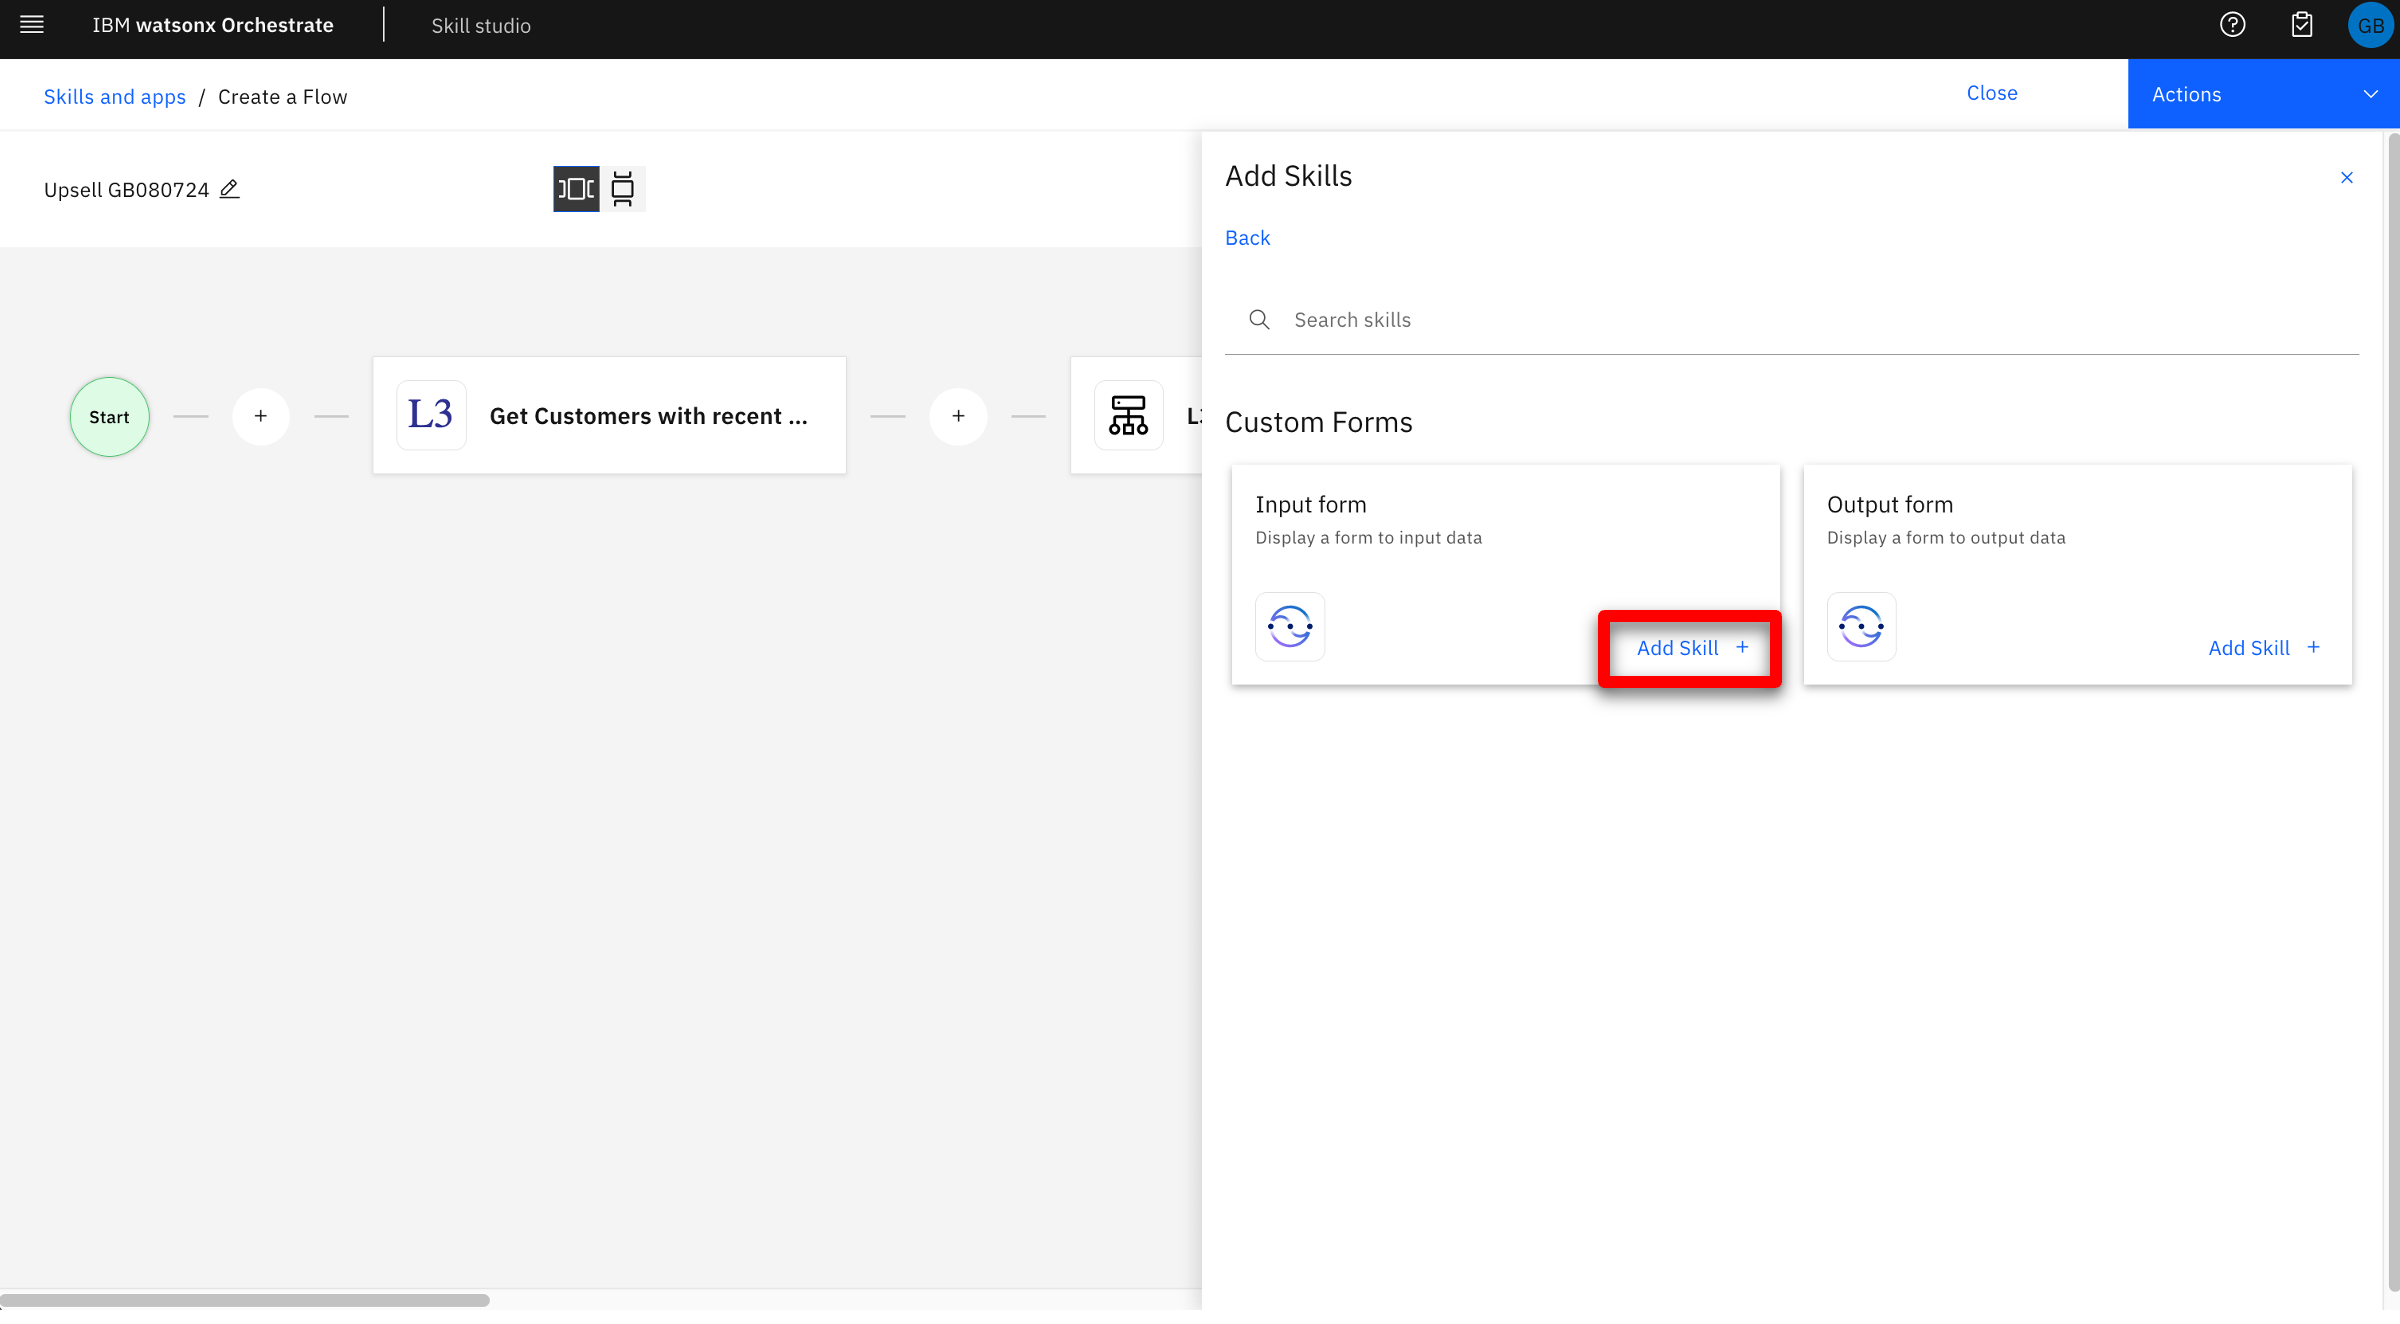 IBM watsonx Orchestrate
Skill studio
GB
Skills and apps / Create a Flow
Close
Actions
Upsell GB080724
Add Skills
Back
Search skills
Start
+
L3
Get Customers with recent ...
+
Custom Forms
Input form
Display a form to input data
Add Skill +
Output form
Display a form to output data
Add Skill +